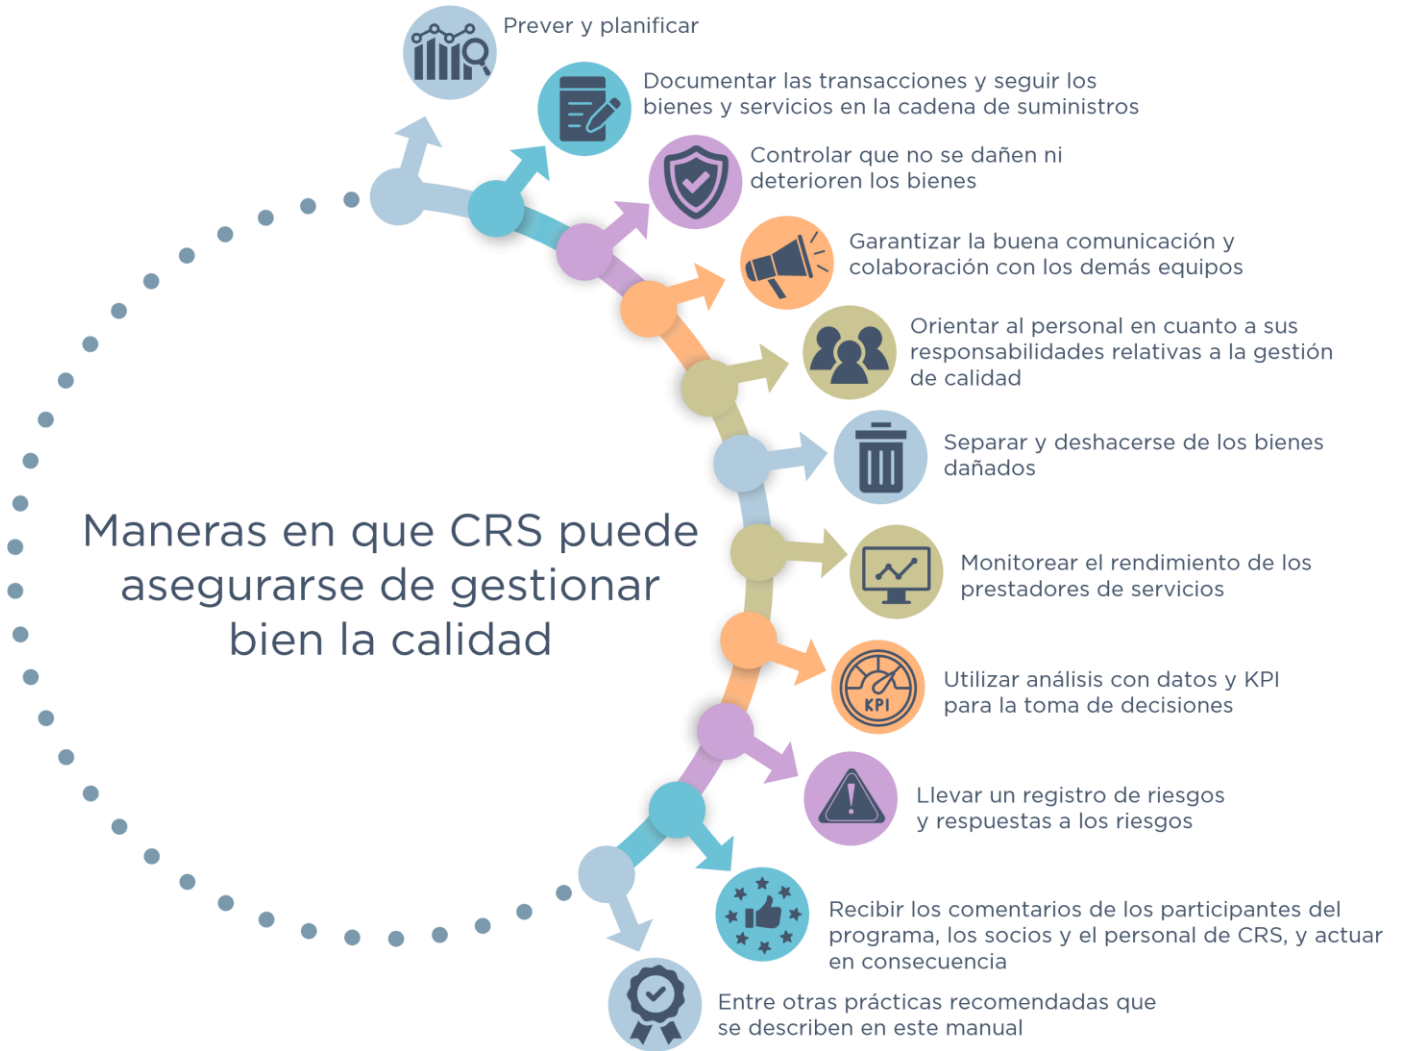 Prever y planificar
Documentar las transacciones y seguir los
bienes y servicios en la cadena de suministros
Controlar que no se dañen ni
deterioren los bienes
Garantizar la buena comunicación y
colaboración con los demás equipos
Orientar al personal en cuanto a sus
responsabilidades relativas a la gestión
de calidad
Separar y deshacerse de los bienes
dañados
Maneras en que CRS puede
asegurarse de gestionar
bien la calidad
Monitorear el rendimiento de los
prestadores de servicios
KPI
Utilizar análisis con datos y KPI
para la toma de decisiones
Llevar un registro de riesgos
y respuestas a los riesgos
Recibir los comentarios de los participantes del
programa, los socios y el personal de CRS, y actuar
en consecuencia
Entre otras prácticas recomendadas que
se describen en este manual